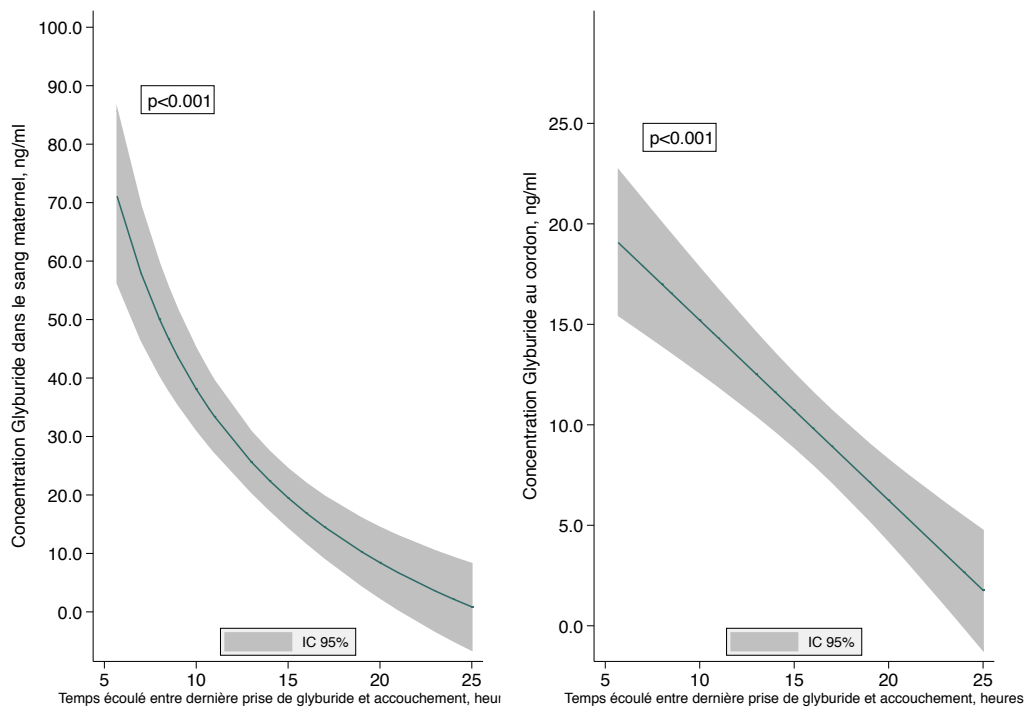 Concentration Glyburide dans le sang maternel, ng/ml
100.0
90.0
80.0
70.0
60.0
50.0
40.0
30.0
20.0
10.0
0.0
p<0.001
IC 95%
5 10 15 20 25
Temps écoulé entre dernière prise de glyburide et accouchement, heu
Concentration Glyburide au cordon, ng/ml
25.0
20.0
15.0
10.0
5.0
0.0
p<0.001
IC 95%
5 10 15 20 25
Temps écoulé entre dernière prise de glyburide et accouchement, heures